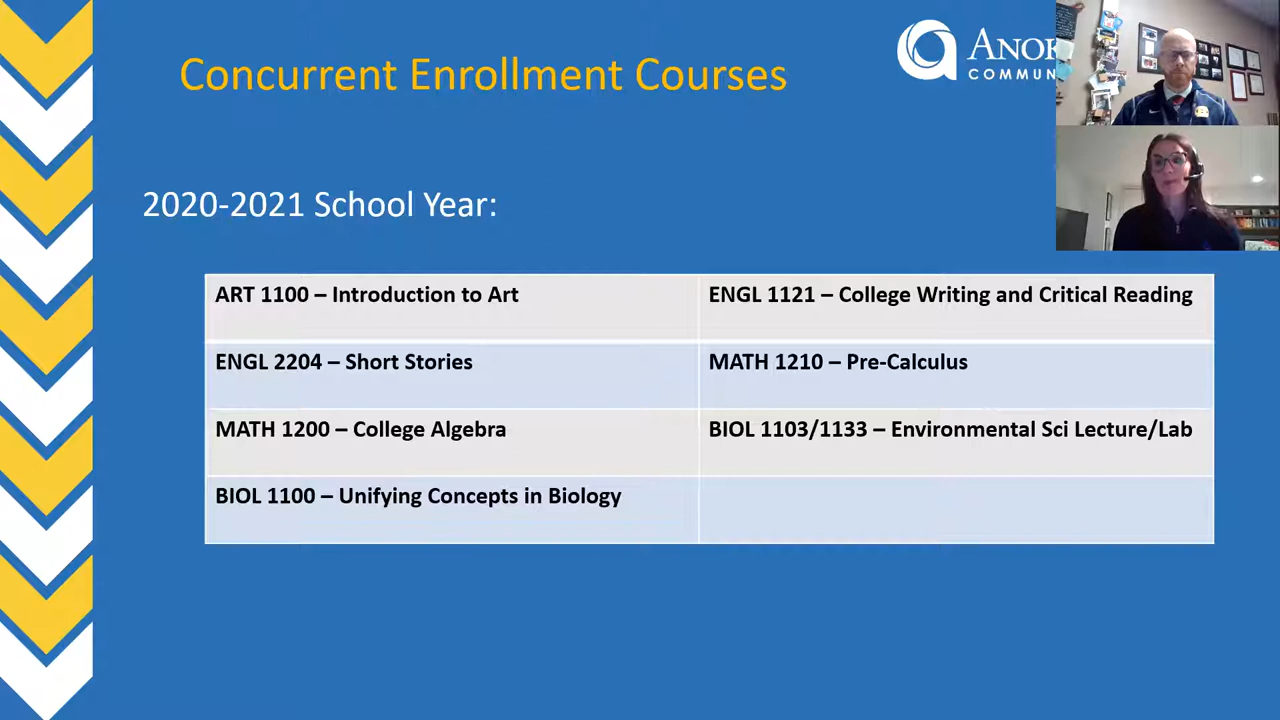 Concurrent Enrollment Courses
COMMUN
2020-2021 School Year:
ART 1100 – Introduction to Art
ENGL 1121 – College Writing and Critical Reading
ENGL 2204 – Short Stories
MATH 1210 – Pre-Calculus
MATH 1200 – College Algebra
BIOL 1103/1133 – Environmental Sci Lecture/Lab
BIOL 1100 – Unifying Concepts in Biology